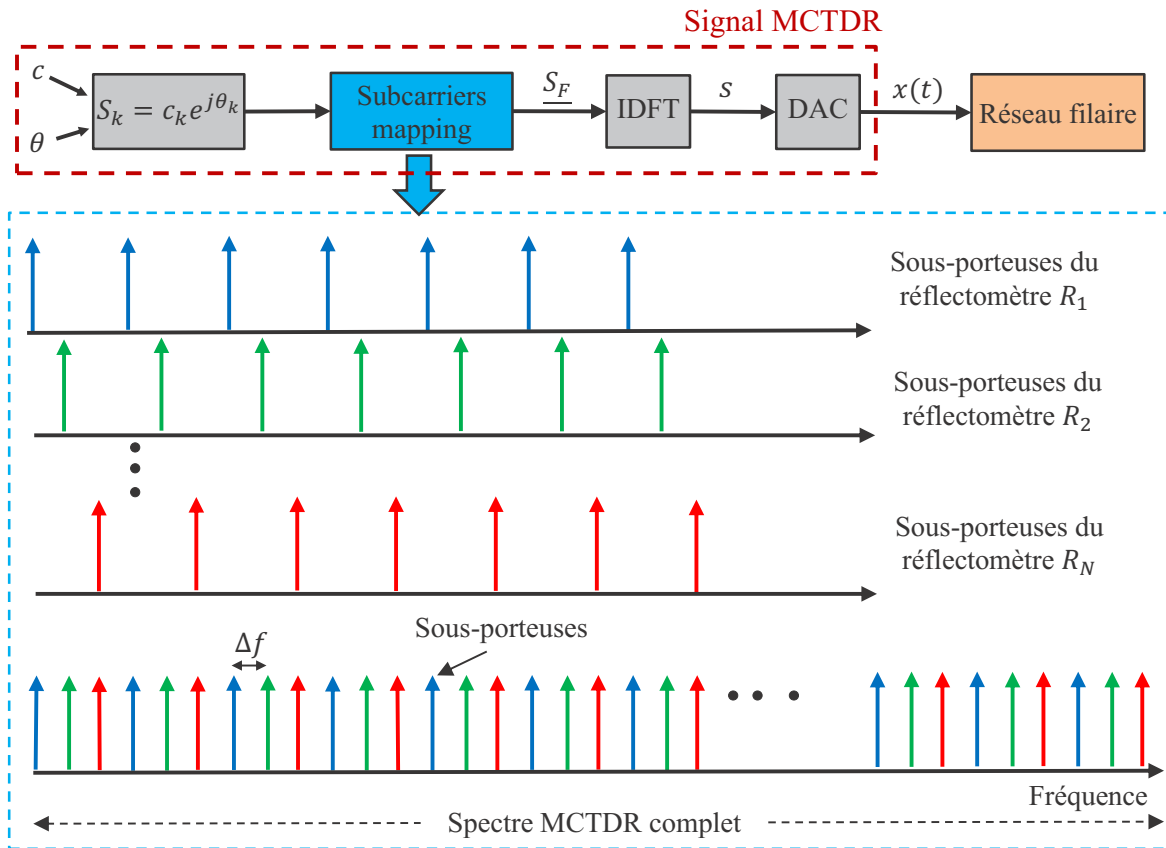 Signal MCTDR
c
θ
S_k = c_k e^{jθ_k}
Subcarriers
mapping
S_F
IDFT
s
DAC
x(t)
Réseau filaire
Sous-porteuses du
réflectomètre R_1
Sous-porteuses du
réflectomètre R_2
Sous-porteuses du
réflectomètre R_N
Sous-porteuses
Δf
Fréquence
Spectre MCTDR complet